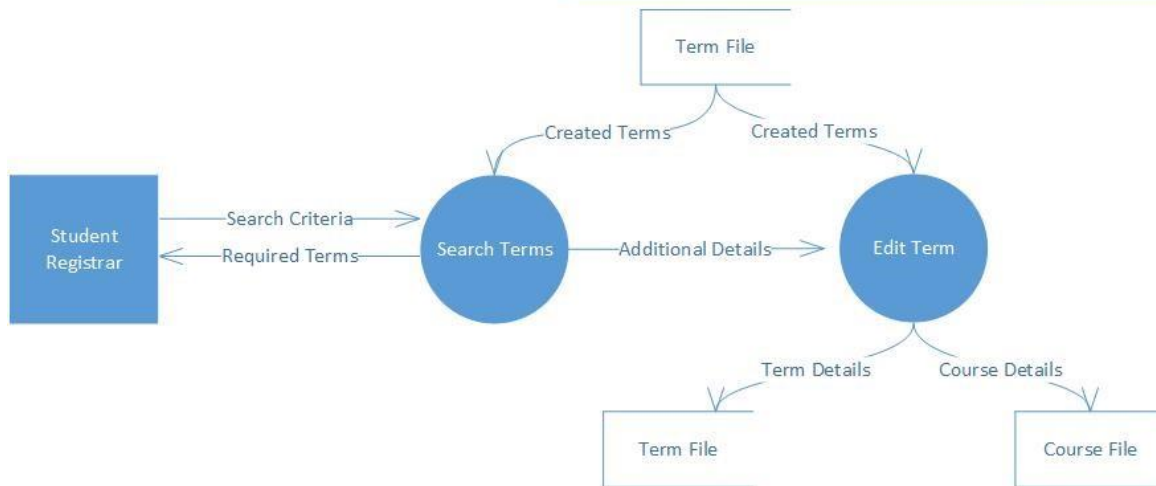 Term File
Created Terms
Created Terms
Student
Registrar
Search Criteria
Required Terms
Search Terms
Additional Details
Edit Term
Term Details
Course Details
Term File
Course File